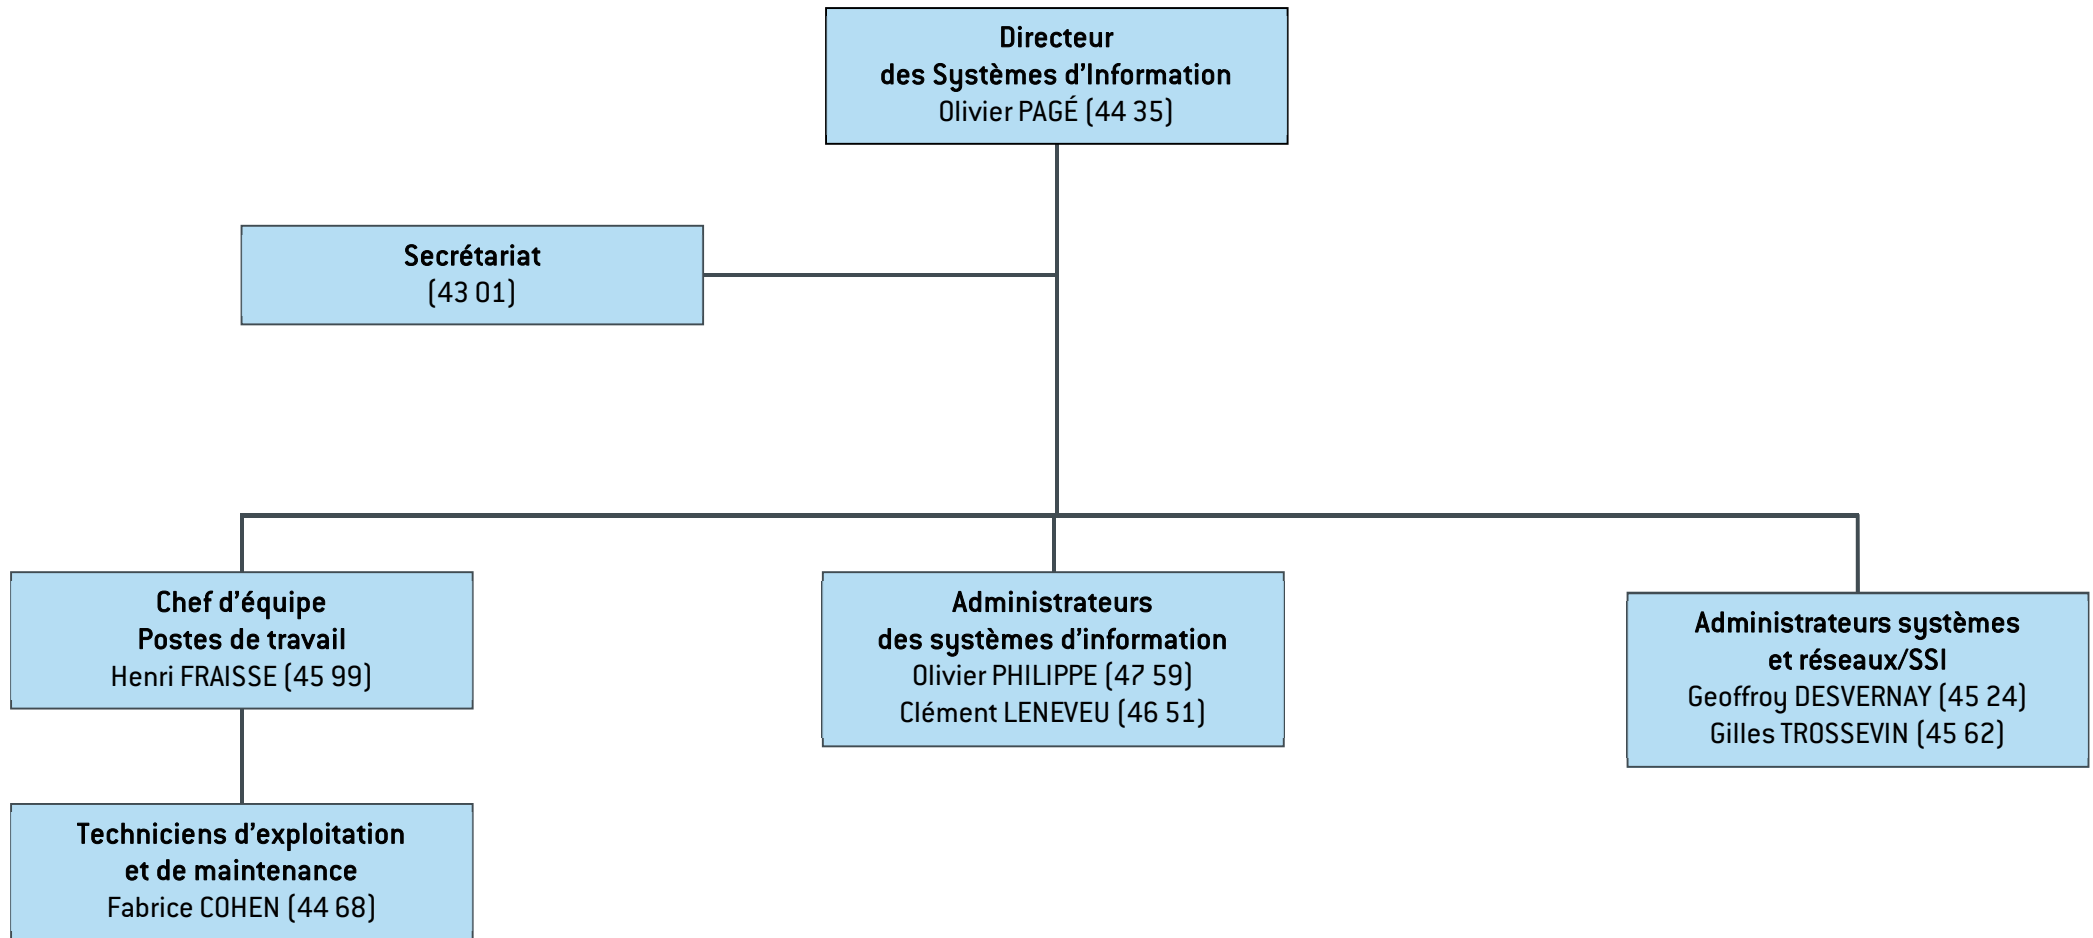 Directeur
des Systèmes d'Information
Olivier PAGÉ (44 35)
Secrétariat
(43 01)
Chef d'équipe
Postes de travail
Henri FRAISSE (45 99)
Administrateurs
des systèmes d'information
Olivier PHILIPPE (47 59)
Clément LENEVEU (46 51)
Administrateurs systèmes
et réseaux/SSI
Geoffroy DESVERNAY (45 24)
Gilles TROSSEVIN (45 62)
Techniciens d'exploitation
et de maintenance
Fabrice COHEN (44 68)